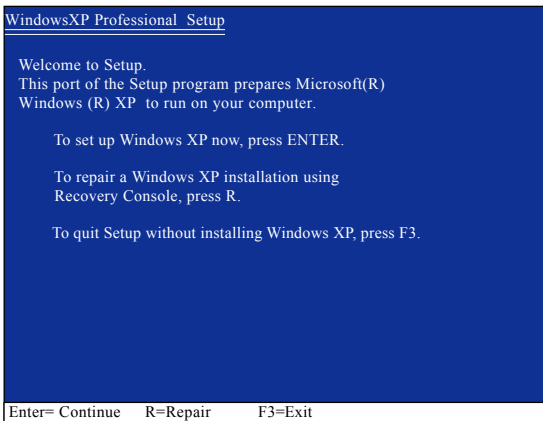 WindowsXP Professional Setup
Welcome to Setup.
This port of the Setup program prepares Microsoft(R)
Windows (R) XP to run on your computer.
To set up Windows XP now, press ENTER.
To repair a Windows XP installation using
Recovery Console, press R.
To quit Setup without installing Windows XP, press F3.
Enter= Continue R=Repair F3=Exit